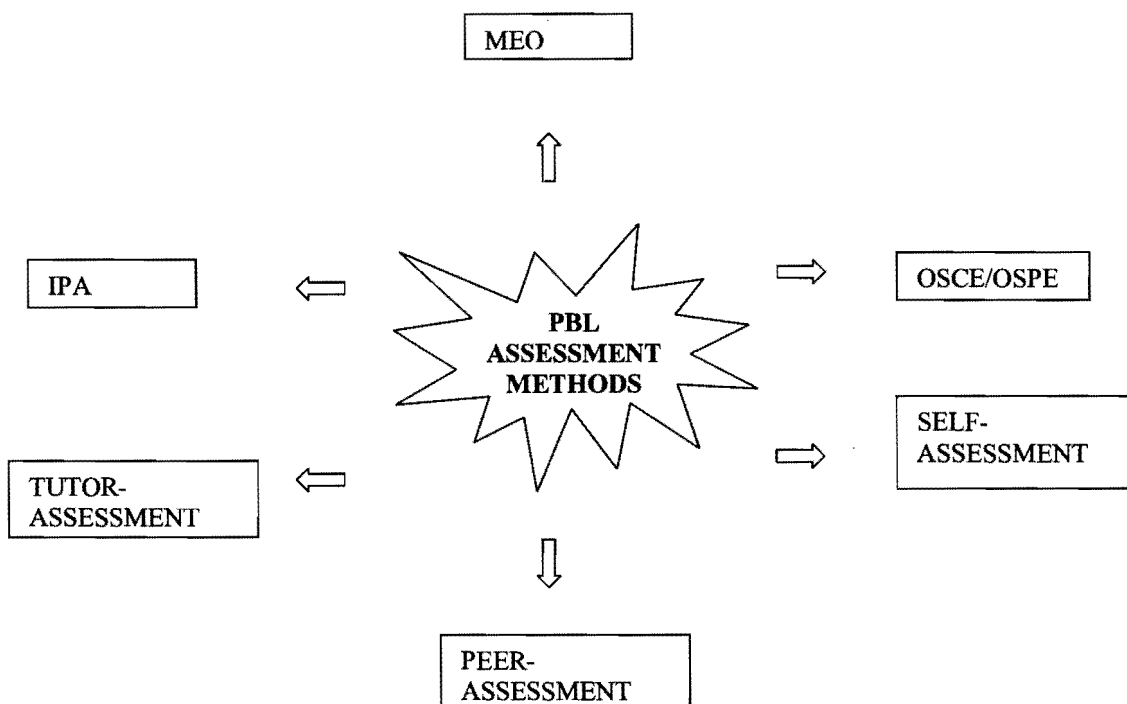 MEO
IPA
OSCE/OSPE
PBL
ASSESSMENT
METHODS
SELF-
ASSESSMENT
TUTOR-
ASSESSMENT
PEER-
ASSESSMENT